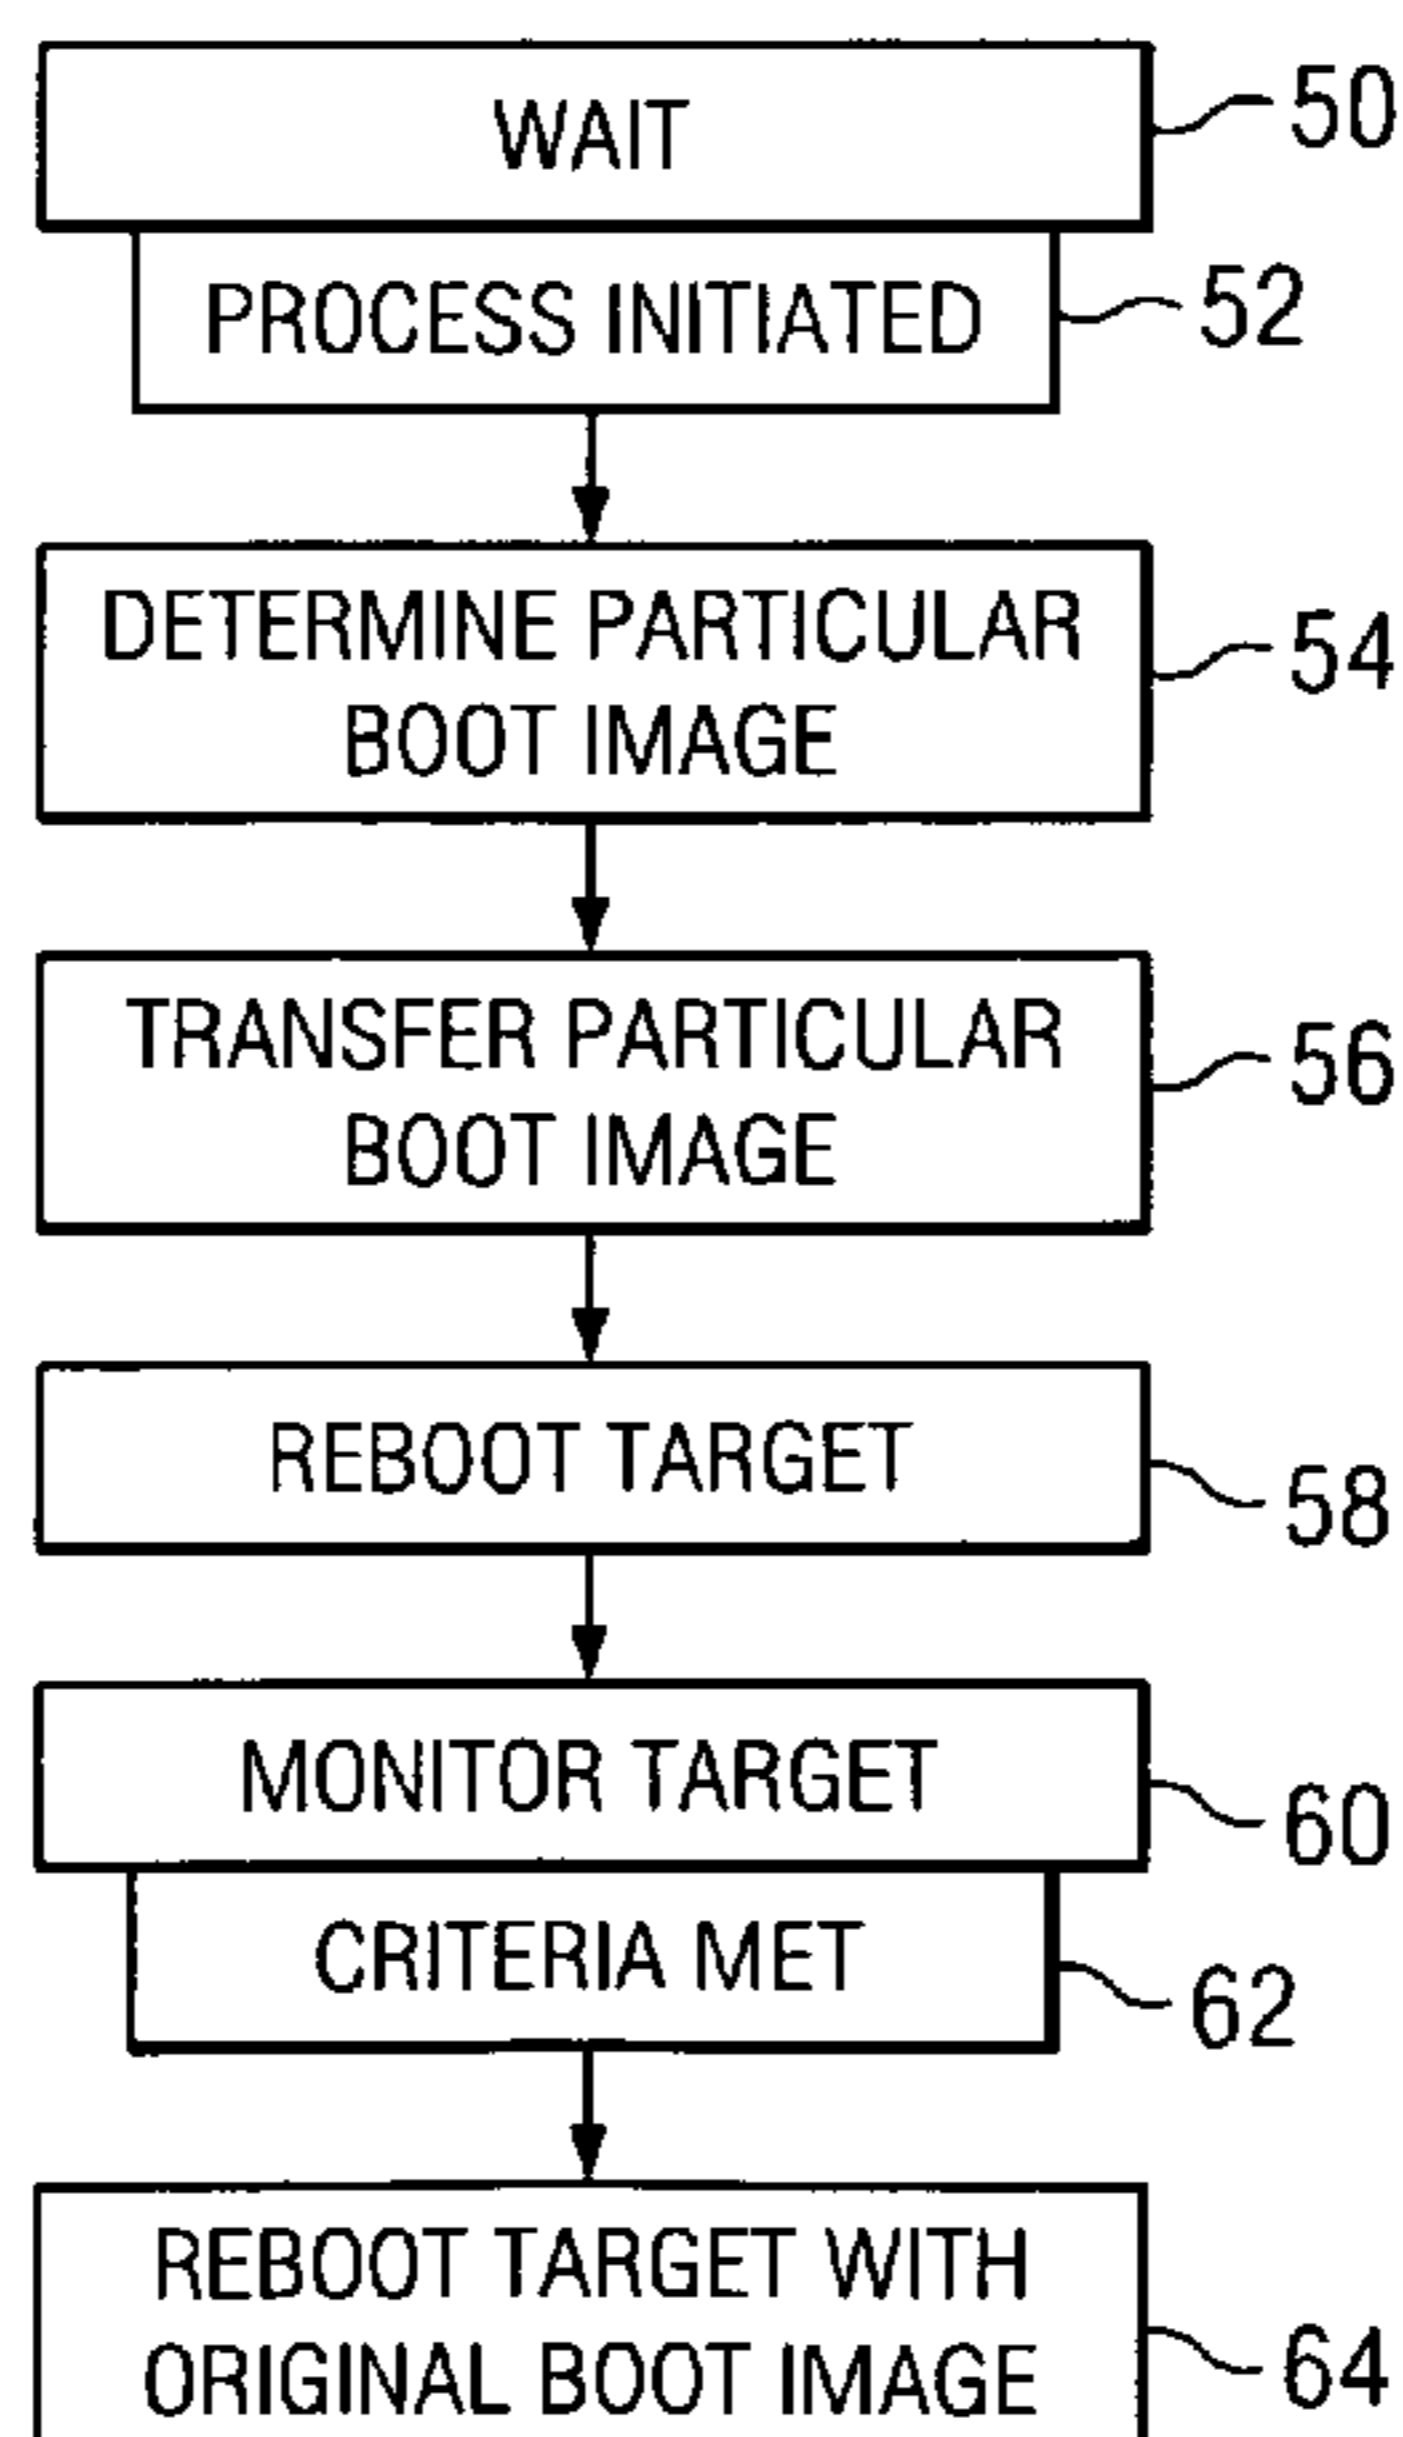 WAIT
50
PROCESS INITIATED
52
DETERMINE PARTICULAR
BOOT IMAGE
54
TRANSFER PARTICULAR
BOOT IMAGE
56
REBOOT TARGET
58
MONITOR TARGET
60
CRITERIA MET
62
REBOOT TARGET WITH
ORIGINAL BOOT IMAGE
64